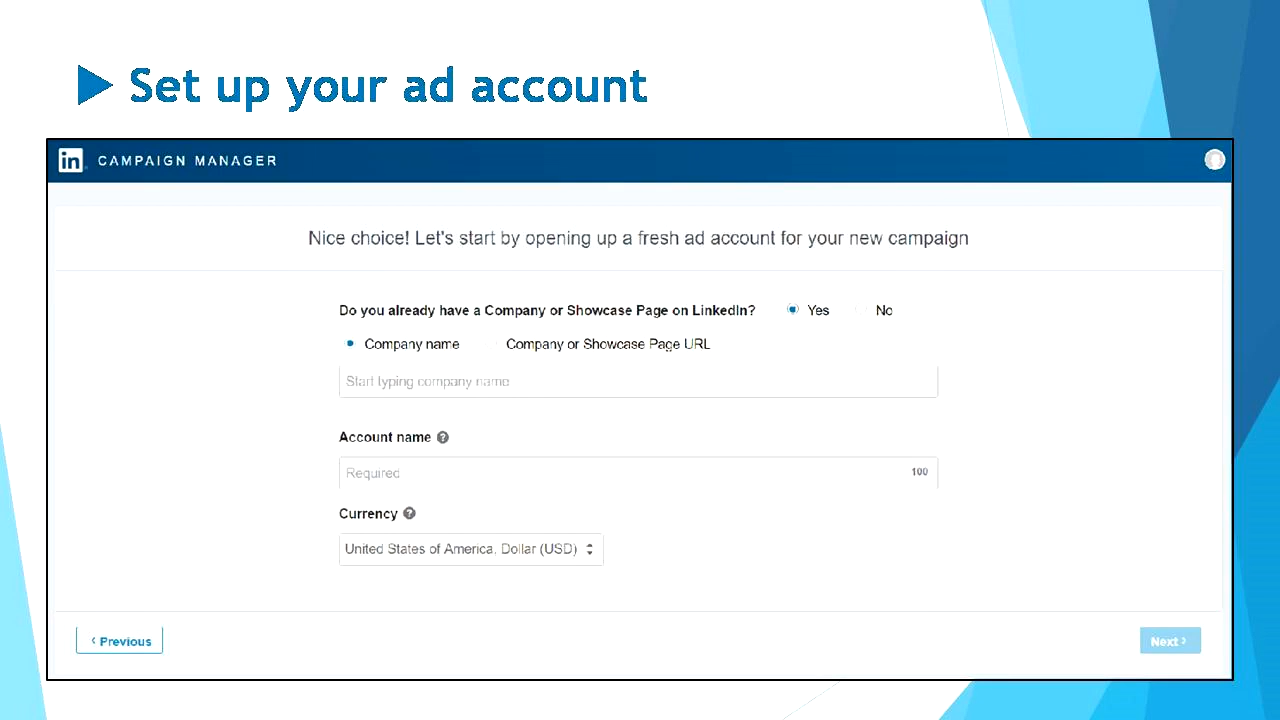 Set up your ad account
in CAMPAIGN MANAGER
Nice choice! Let's start by opening up a fresh ad account for your new campaign
Do you already have a Company or Showcase Page on LinkedIn? Yes No
Company name Company or Showcase Page URL
Start typing company name
Account name ?
Required 100
Currency ?
United States of America, Dollar (USD)
‹ Previous
Next ›